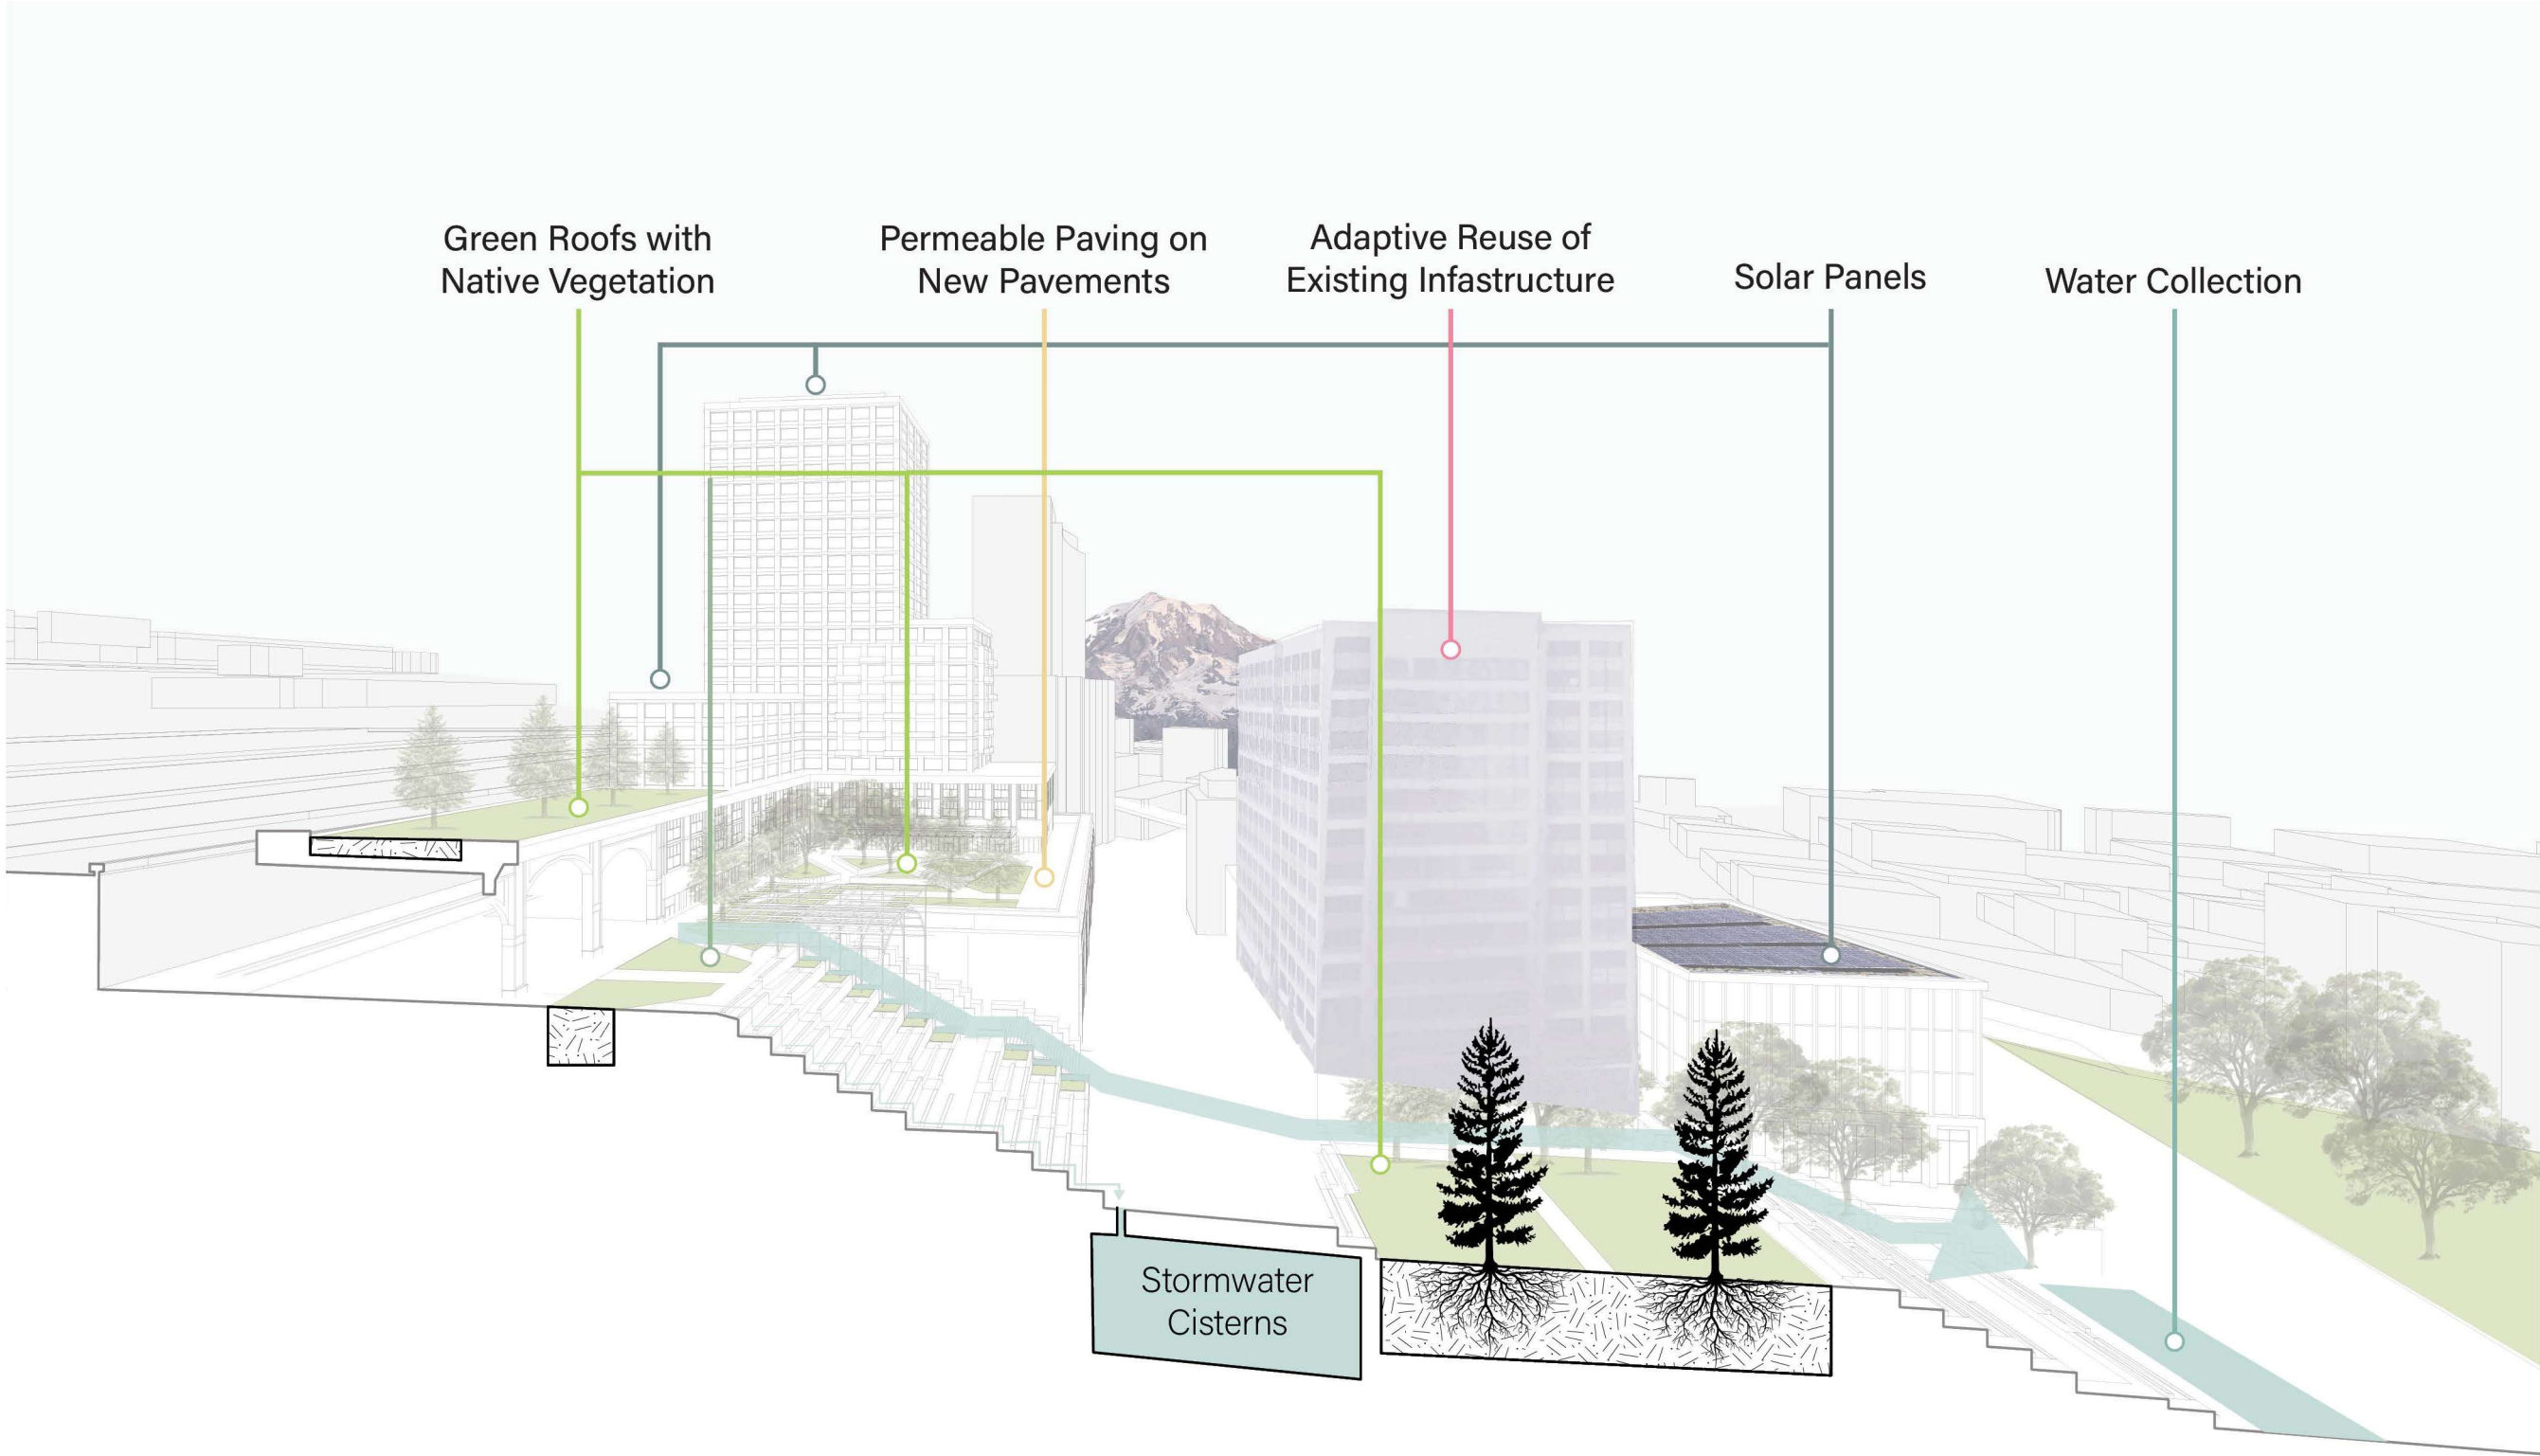 Green Roofs with
Native Vegetation
Permeable Paving on
New Pavements
Adaptive Reuse of
Existing Infastructure
Solar Panels
Water Collection
Stormwater
Cisterns